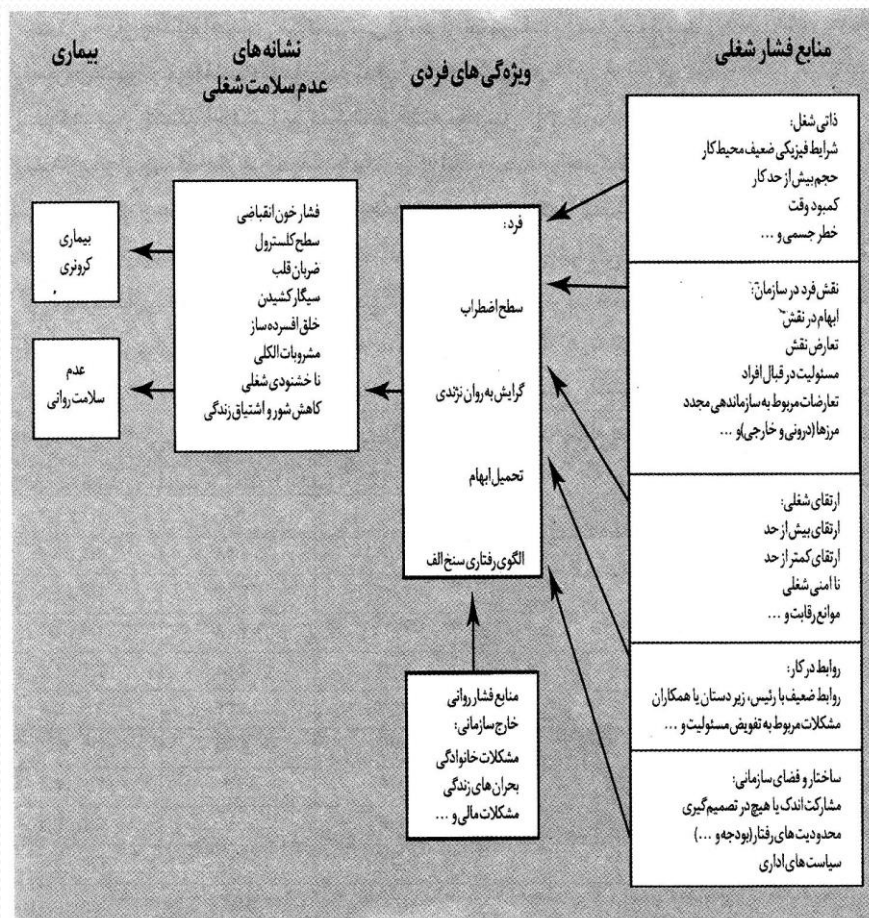 منابع فشار شغلی
ذاتی شغل:
شرایط فیزیکی ضعیف محیط کار
حجم بیش از حد کار
کمبود وقت
خطر جسمی و ...
نقش فرد در سازمان:
ابهام در نقش
تعارض نقش
مسئولیت در قبال افراد
تعارضات مربوط به سازماندهی مجدد
مرزها (درونی و خارجی) و ...
ارتقای شغلی:
ارتقای بیش از حد
ارتقای کمتر از حد
ناامنی شغلی
موانع رقابت و ...
روابط در کار:
روابط ضعیف با رئیس، زیر دستان یا همکاران
مشکلات مربوط به تفویض مسئولیت و ...
ساختار و فضای سازمانی:
مشارکت اندک یا هیچ در تصمیم گیری
محدودیت های رفتار (بودجه و ...)
سیاست های اداری
ویژگی های فردی
فرد:
سطح اضطراب
گرایش به روان نژندی
تحمیل ابهام
الگوی رفتاری سنخ الف
منابع فشار روانی
خارج سازمانی:
مشکلات خانوادگی
بحران های زندگی
مشکلات مالی و ...
نشانه های
عدم سلامت شغلی
فشار خون انقباضی
سطح کلسترول
ضربان قلب
سیگار کشیدن
خلق افسرده ساز
مشروبات الکلی
ناخشنودی شغلی
کاهش شور و اشتیاق زندگی
بیماری
بیماری
کرونری
عدم
سلامت روانی